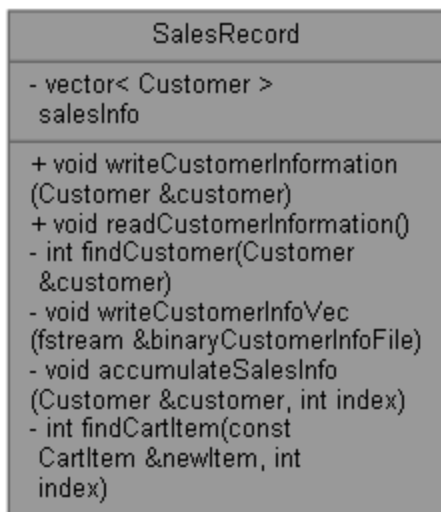 SalesRecord
- vector< Customer >
salesInfo
+ void writeCustomerInformation
(Customer &customer)
+ void readCustomerInformation()
- int findCustomer(Customer
&customer)
- void writeCustomerInfoVec
(fstream &binaryCustomerInfoFile)
- void accumulateSalesInfo
(Customer &customer, int index)
- int findCartItem(const
CartItem &newItem, int
index)